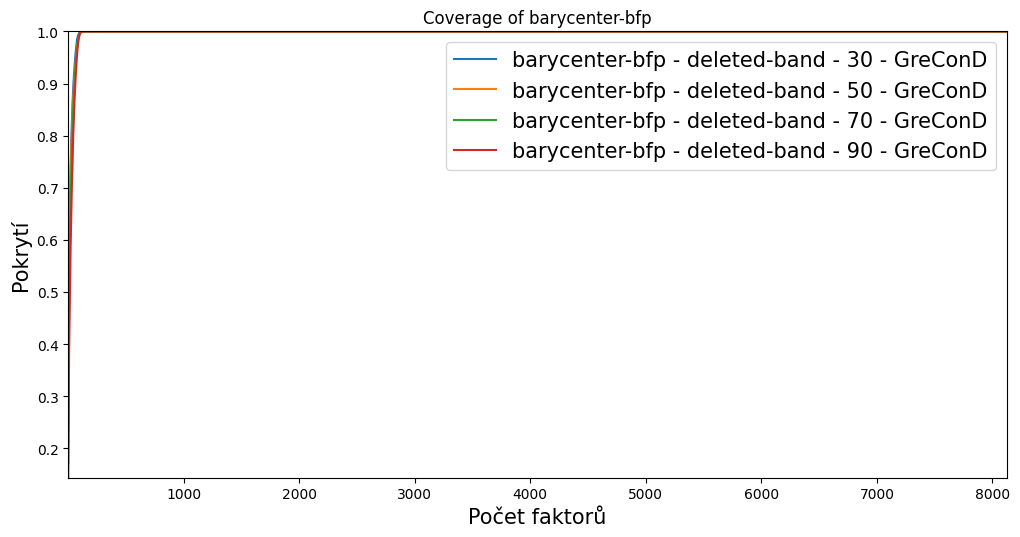 Coverage of barycenter-bfp
1.0
0.9
0.8
0.7
0.6
0.5
0.4
0.3
0.2
Pokrytí
barycenter-bfp - deleted-band - 30 - GreConD
barycenter-bfp - deleted-band - 50 - GreConD
barycenter-bfp - deleted-band - 70 - GreConD
barycenter-bfp - deleted-band - 90 - GreConD
1000 2000 3000 4000 5000 6000 7000 8000
Počet faktorů